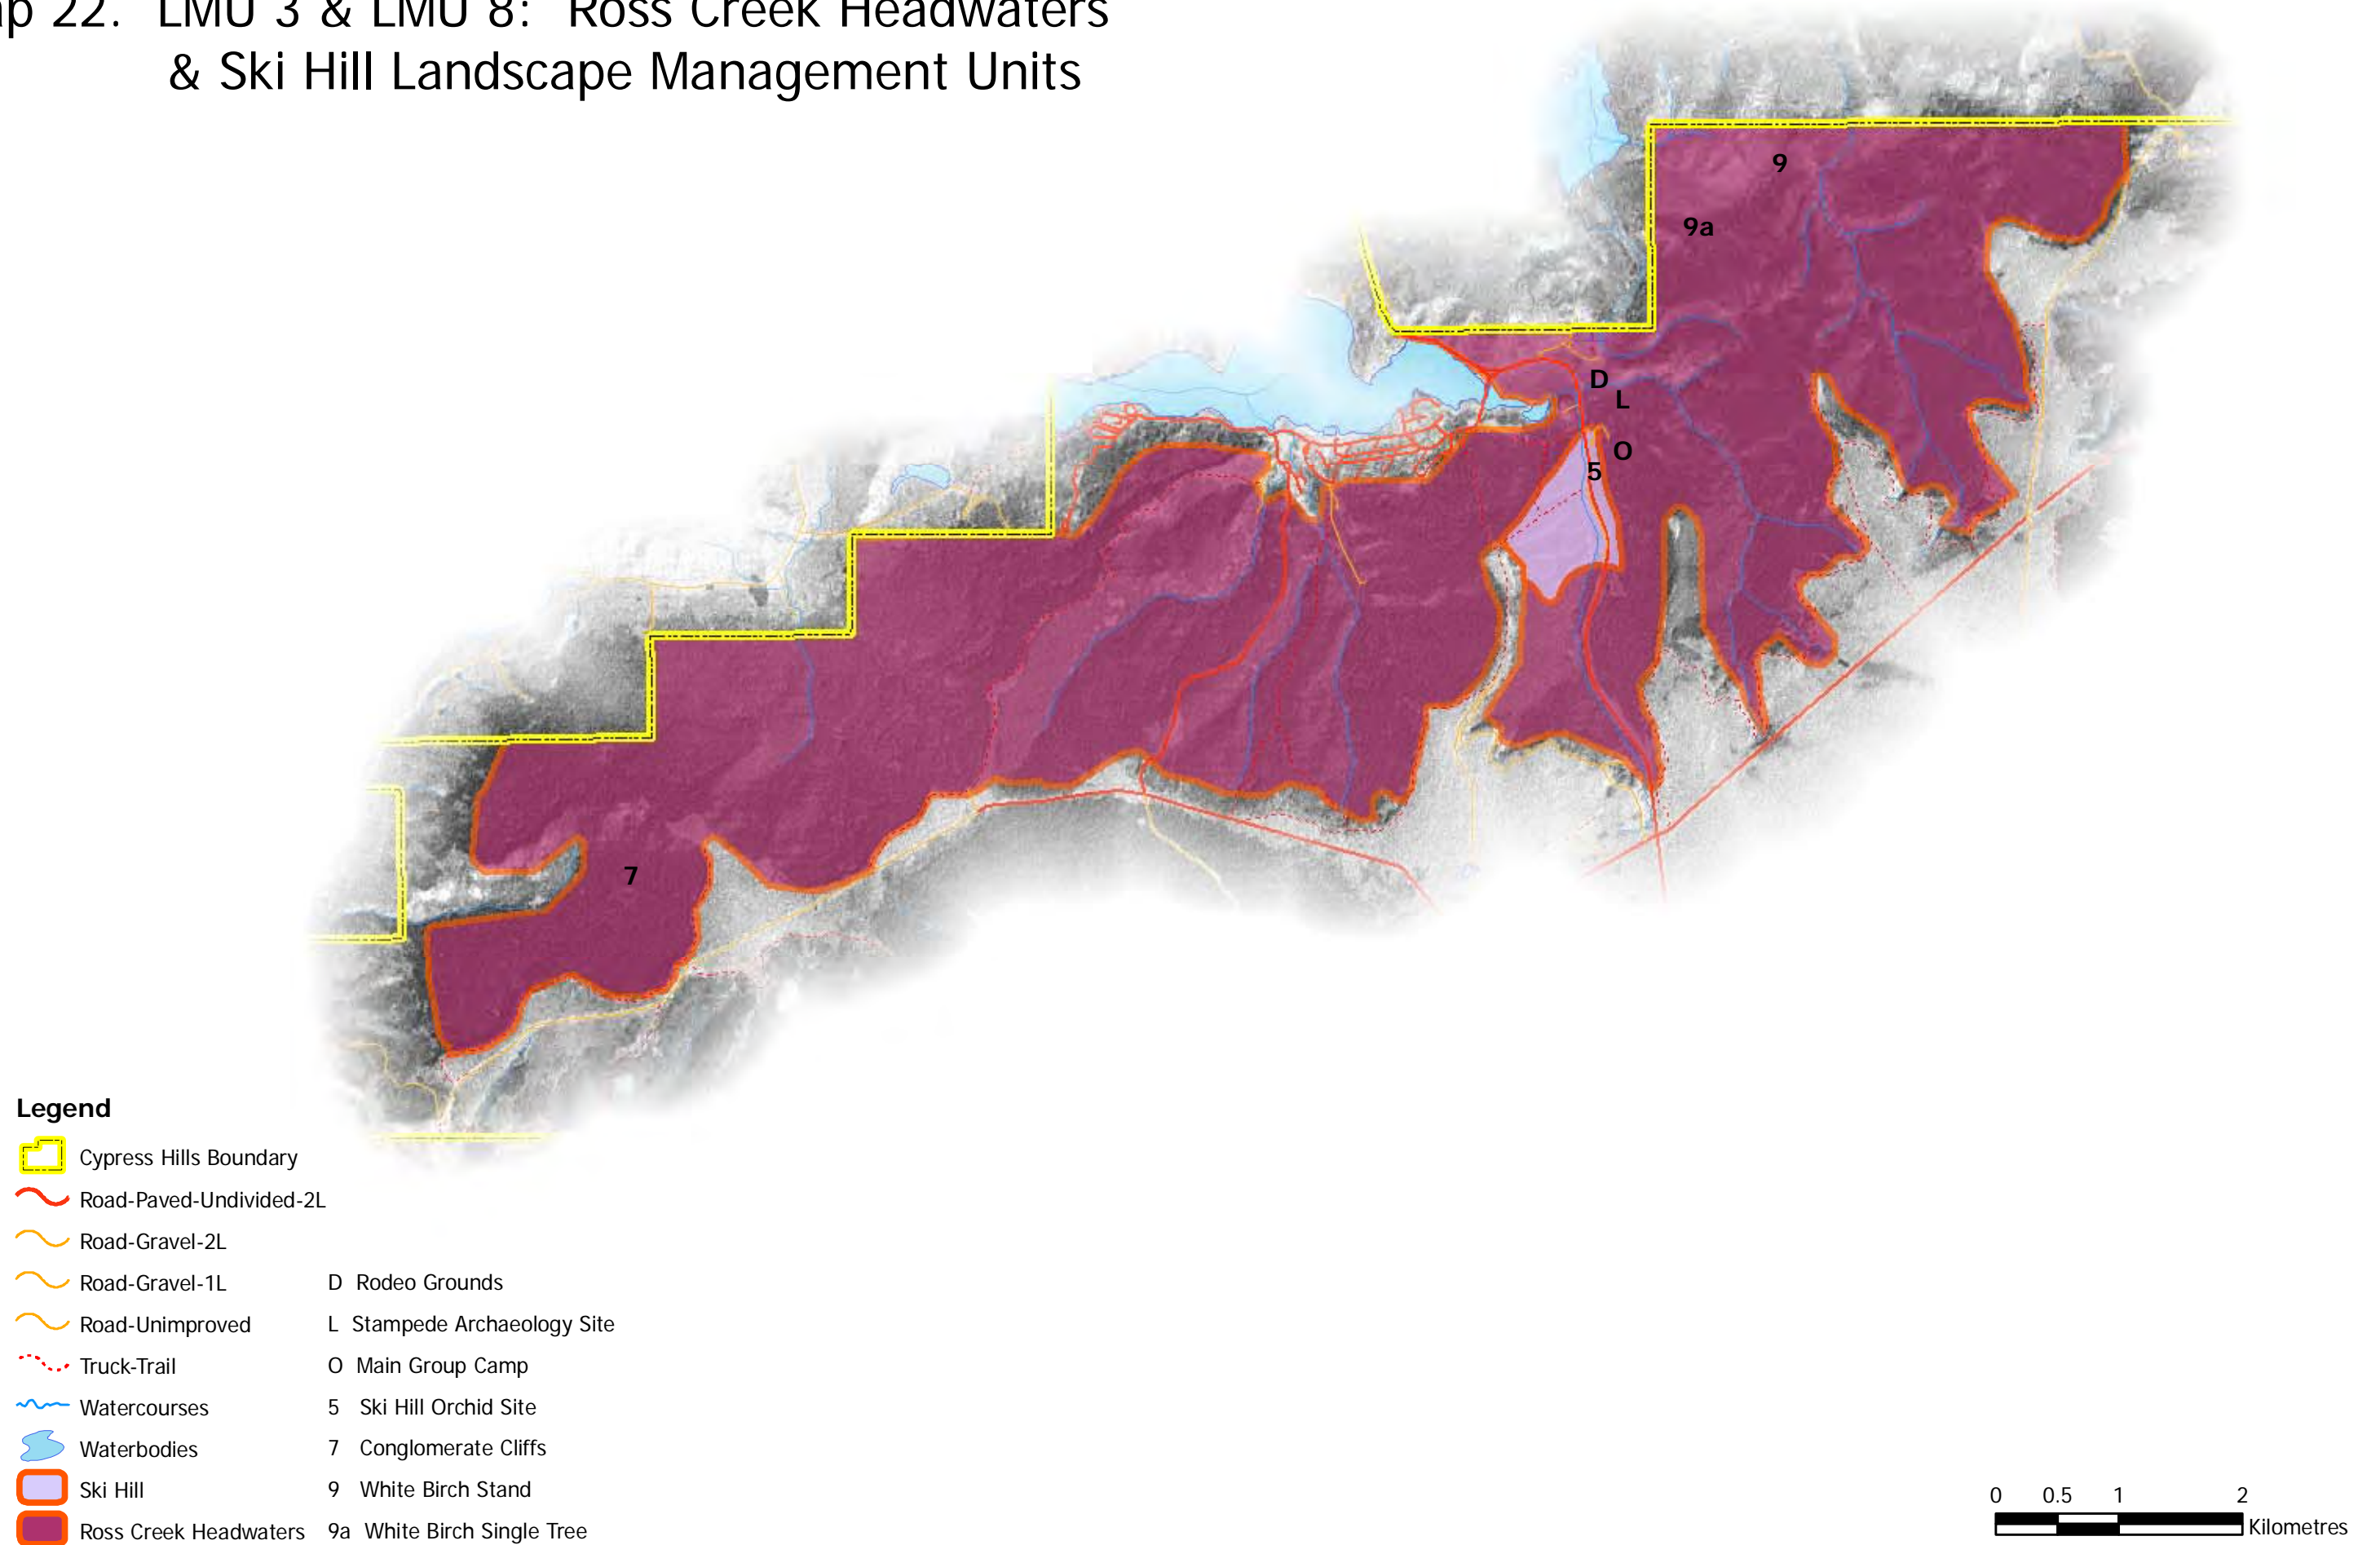 p 22. LMU 3 & LMU 8: Ross Creek Headwaters
& Ski Hill Landscape Management Units
9
9a
D
L
O
5
7
Legend
Cypress Hills Boundary
Road-Paved-Undivided-2L
Road-Gravel-2L
Road-Gravel-1L
Road-Unimproved
Truck-Trail
Watercourses
Waterbodies
Ski Hill
Ross Creek Headwaters
D Rodeo Grounds
L Stampede Archaeology Site
O Main Group Camp
5 Ski Hill Orchid Site
7 Conglomerate Cliffs
9 White Birch Stand
9a White Birch Single Tree
0 0.5 1 2
Kilometres